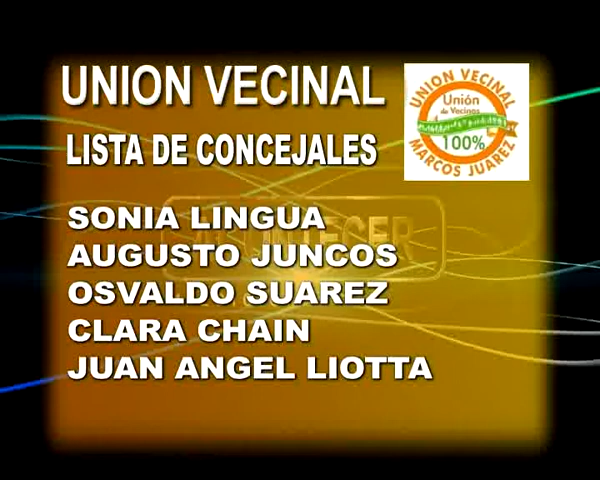 UNION VECINAL
LISTA DE CONCEJALES
SONIA LINGUA
AUGUSTO JUNCOS
OSVALDO SUAREZ
CLARA CHAIN
JUAN ANGEL LIOTTA
UNION VECINAL
Unión
de Vecinos
100%
MARCOS JUAREZ